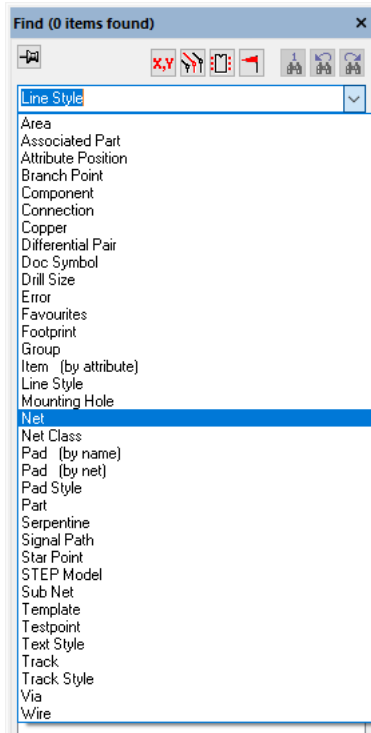 Find (0 items found)
X,Y
1
Line Style
Area
Associated Part
Attribute Position
Branch Point
Component
Connection
Copper
Differential Pair
Doc Symbol
Drill Size
Error
Favourites
Footprint
Group
Item (by attribute)
Line Style
Mounting Hole
Net
Net Class
Pad (by name)
Pad (by net)
Pad Style
Part
Serpentine
Signal Path
Star Point
STEP Model
Sub Net
Template
Testpoint
Text Style
Track
Track Style
Via
Wire